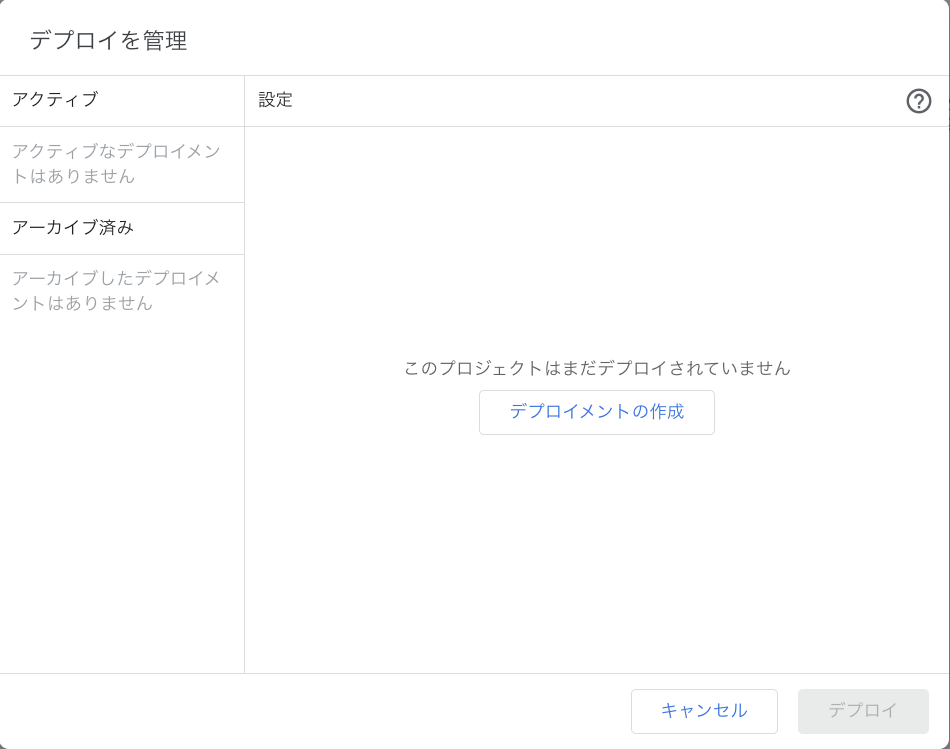 デプロイを管理
アクティブ
設定
アクティブなデプロイメン
トはありません
アーカイブ済み
アーカイブしたデプロイメ
ントはありません
このプロジェクトはまだデプロイされていません
デプロイメントの作成
キャンセル
デプロイ